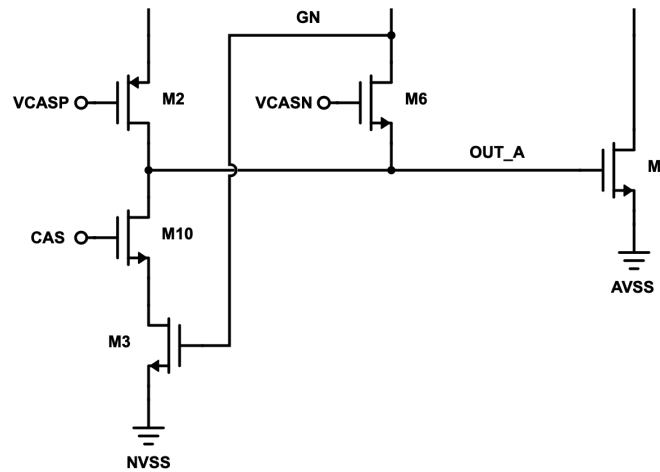 GN
VCASP
M2
VCASN
M6
OUT_A
M
CAS
M10
AVSS
M3
NVSS